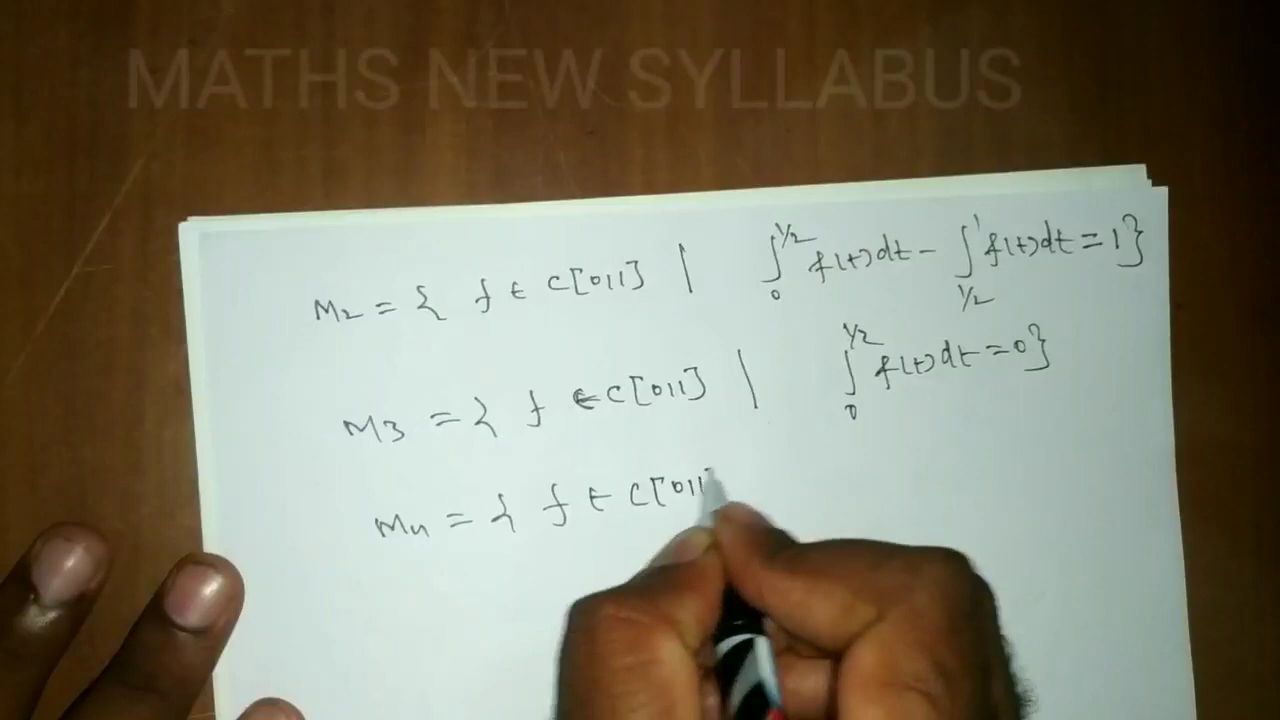 MATHS NEW SYLLABUS
M2 = { f ∈ C[0,1] | ∫₀^{1/2} f(t)dt - ∫_{1/2}^{1} f(t)dt = 1}
M3 = { f ∈ C[0,1] | ∫₀^{1/2} f(t)dt = 0}
M4 = { f ∈ C[0,1]